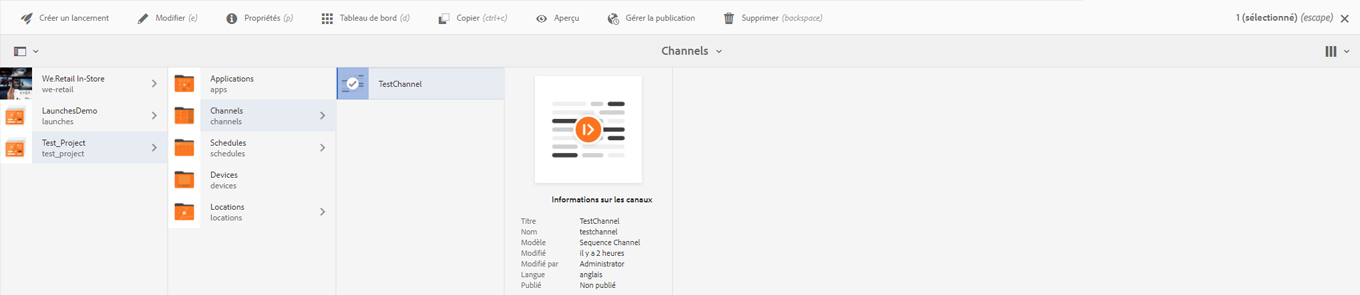 Créer un lancement Modifier (e) Propriétés (p) Tableau de bord (d) Copier (ctrl+c) Aperçu Gérer la publication Supprimer (backspace) 1 (sélectionné) (escape)
Channels
We.Retail In-Store
we-retail
LaunchesDemo
launches
Test_Project
test_project
Applications
apps
Channels
channels
Schedules
schedules
Devices
devices
Locations
locations
TestChannel
Informations sur les canaux
Titre TestChannel
Nom testchannel
Modèle Sequence Channel
Modifié il y a 2 heures
Modifié par Administrator
Langue anglais
Publié Non publié